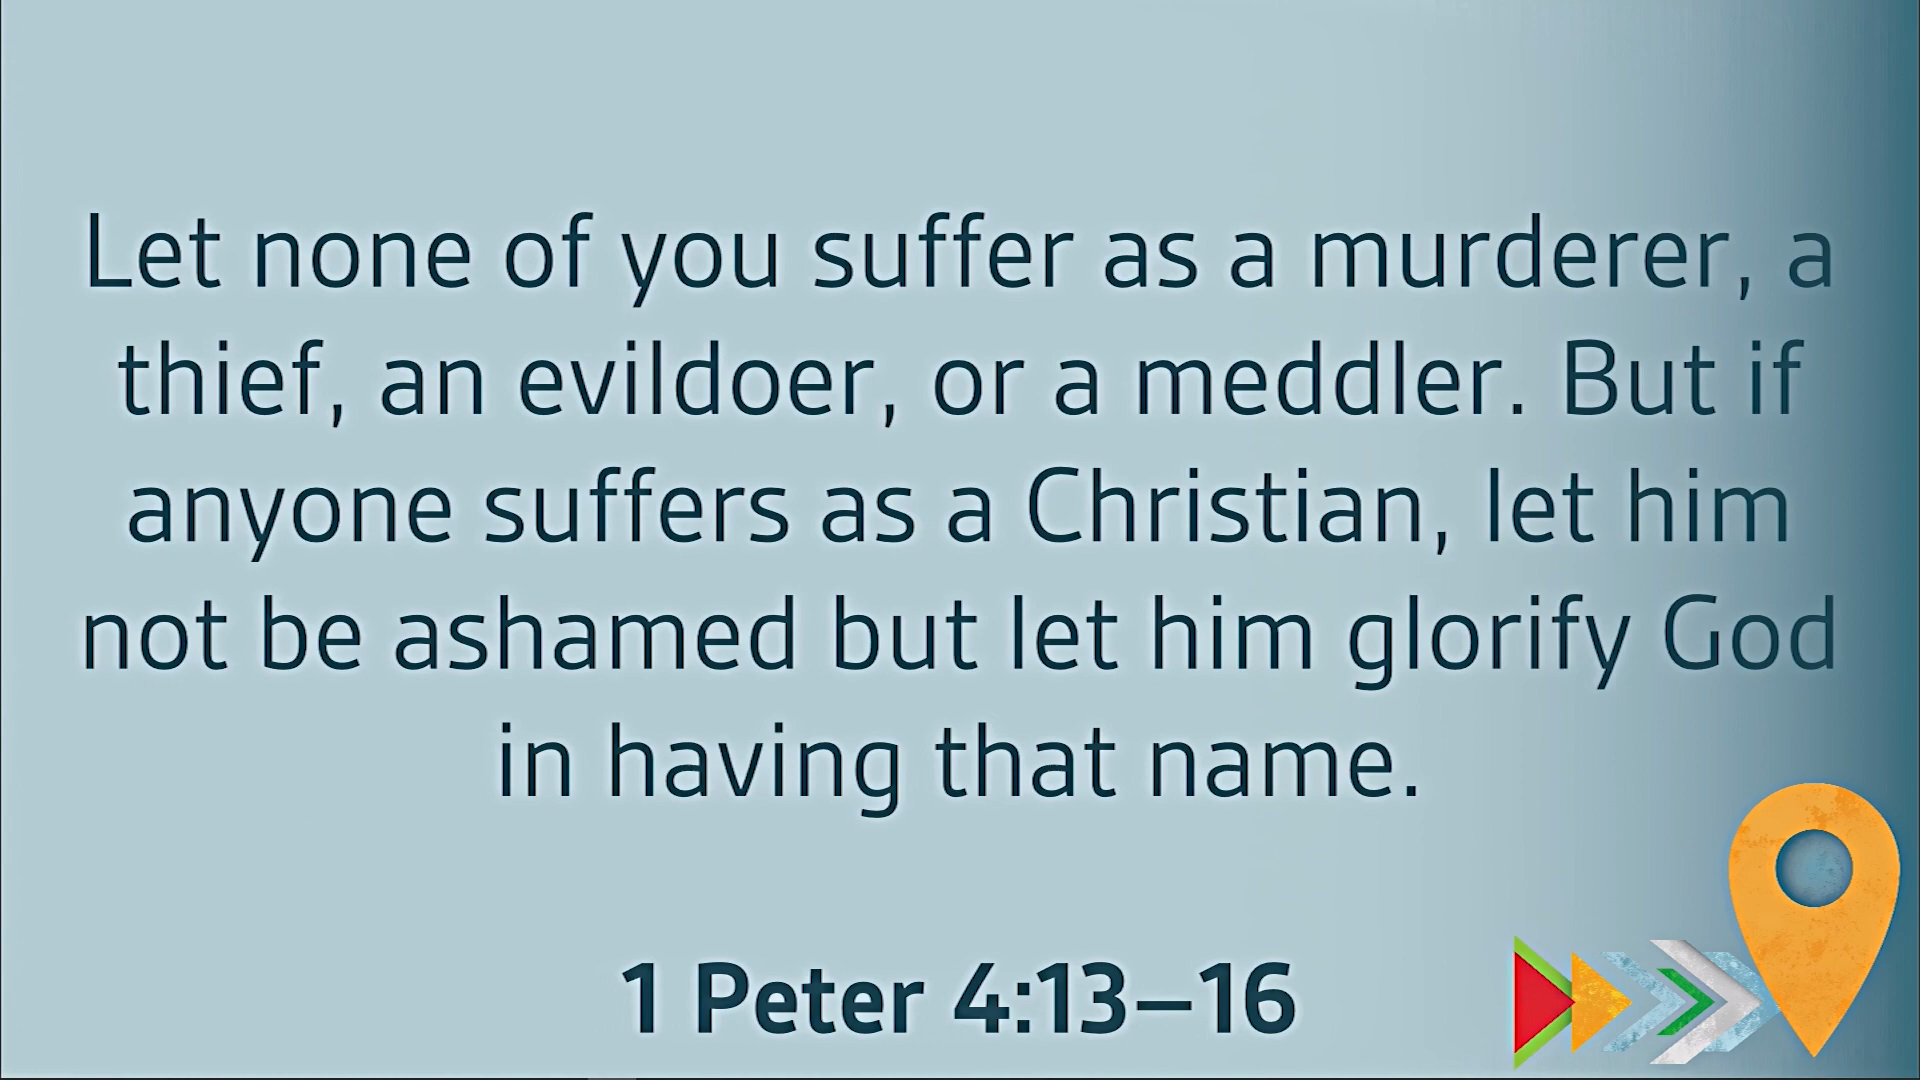 Let none of you suffer as a murderer, a
thief, an evildoer, or a meddler. But if
anyone suffers as a Christian, let him
not be ashamed but let him glorify God
in having that name.
1 Peter 4:13–16